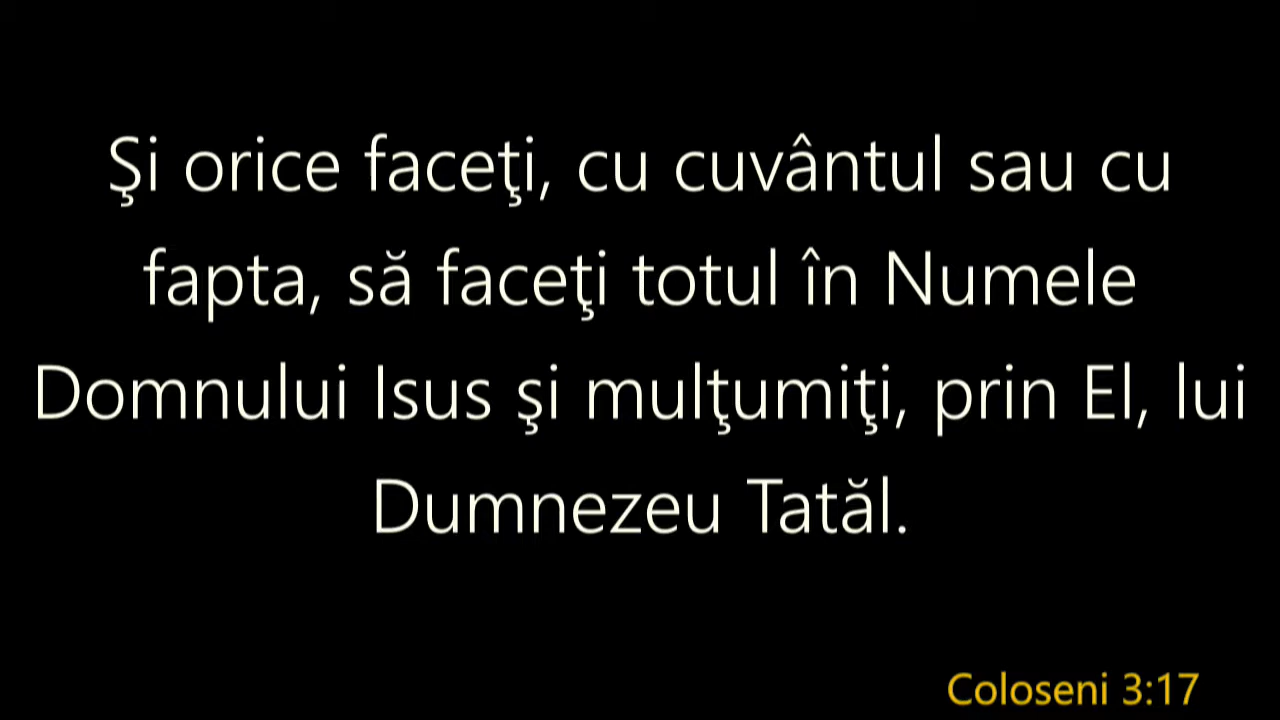 Şi orice faceţi, cu cuvântul sau cu
fapta, să faceţi totul în Numele
Domnului Isus şi mulţumiţi, prin El, lui
Dumnezeu Tatăl.
Coloseni 3:17